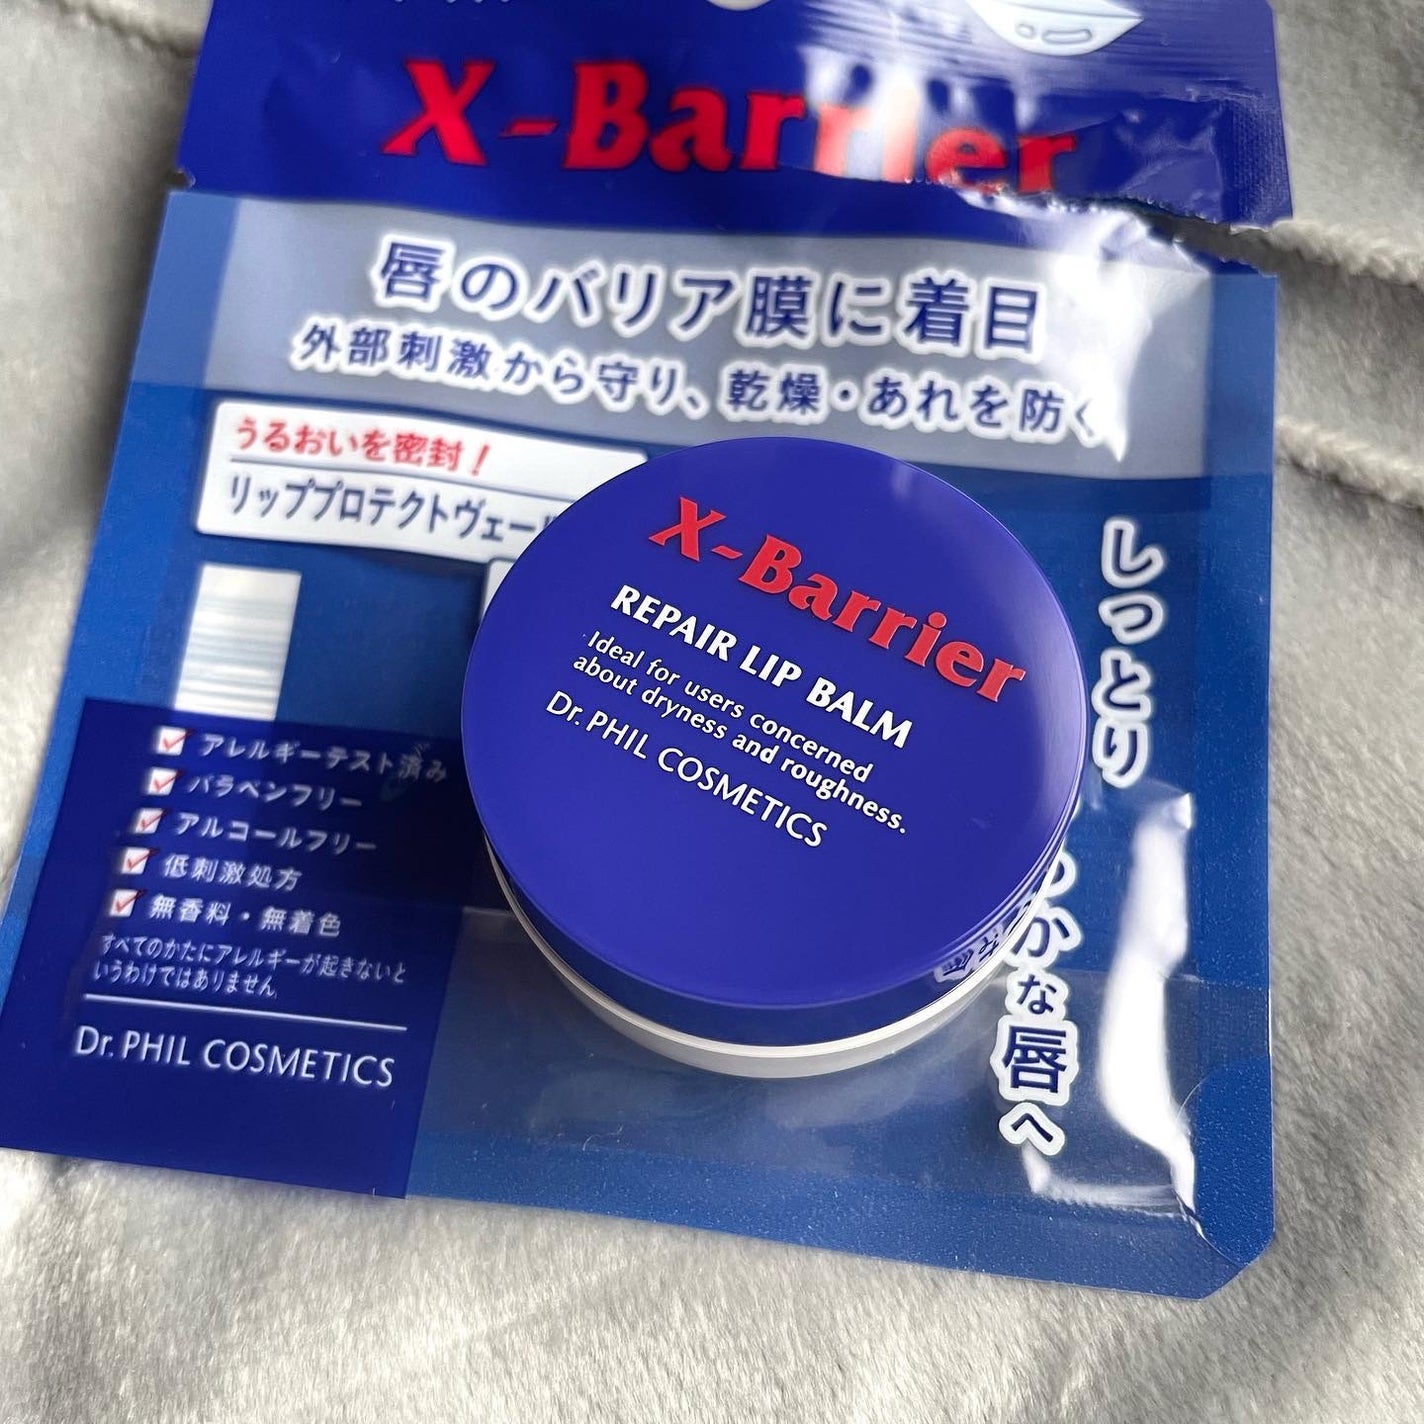 X-Barrier
唇のバリア膜に着目
外部刺激から守り、乾燥・あれを防ぐ
うるおいを密封!
リッププロテクトヴェー
X-Barrier
REPAIR LIP BALM
Ideal for users concerned
about dryness and roughness.
Dr. PHIL COSMETICS
しっとり
かな唇へ
アレルギーテスト済み
パラベンフリー
アルコールフリー
低刺激処方
無香料・無着色
すべてのかたにアレルギーが起きないと
いうわけではありません
Dr. PHIL COSMETICS